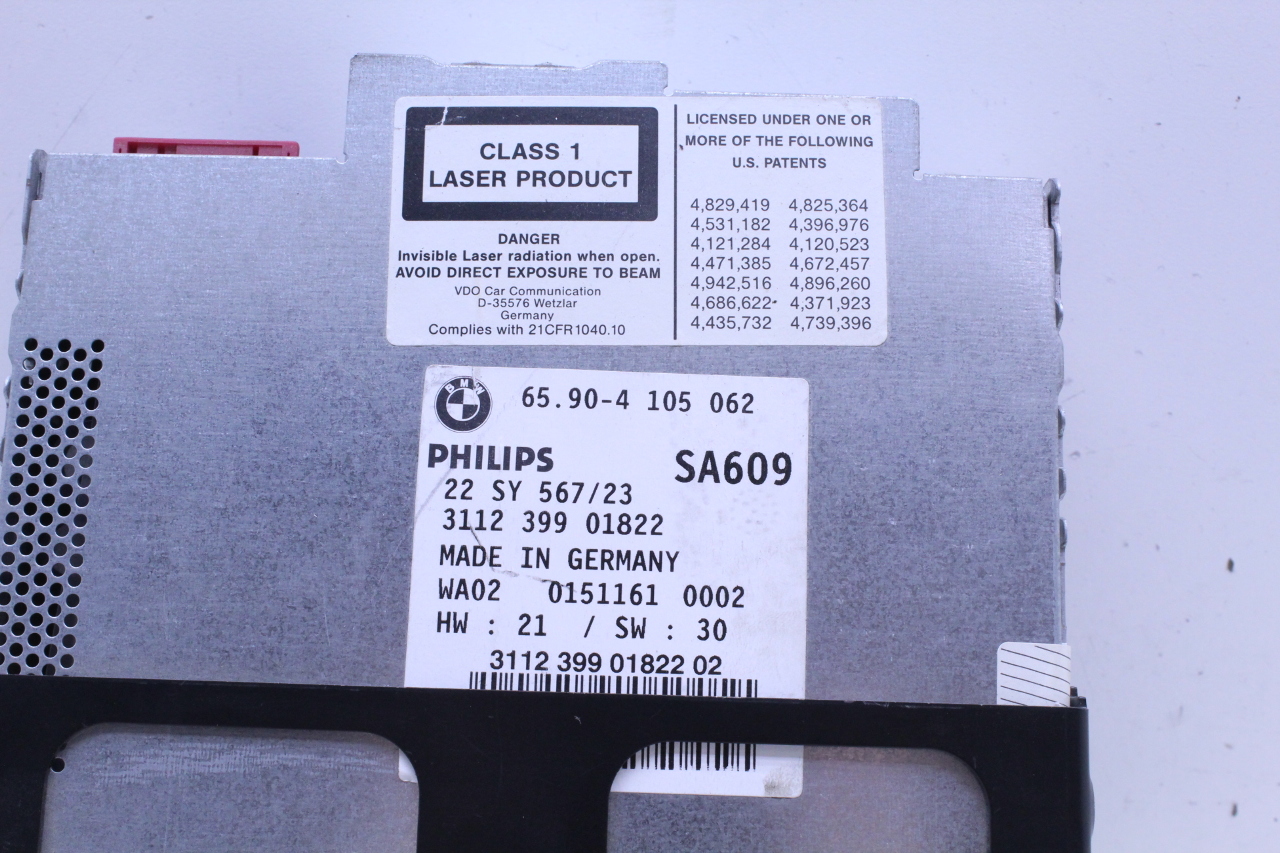 CLASS 1
LASER PRODUCT
DANGER
Invisible Laser radiation when open.
AVOID DIRECT EXPOSURE TO BEAM
VDO Car Communication
D-35576 Wetzlar
Germany
Complies with 21CFR1040.10
LICENSED UNDER ONE OR
MORE OF THE FOLLOWING
U.S. PATENTS
4,829,419 4,825,364
4,531,182 4,396,976
4,121,284 4,120,523
4,471,385 4,672,457
4,942,516 4,896,260
4,686,622 4,371,923
4,435,732 4,739,396
BMW
65.90-4 105 062
PHILIPS SA609
22 SY 567/23
3112 399 01822
MADE IN GERMANY
WA02 0151161 0002
HW : 21 / SW : 30
3112 399 01822 02